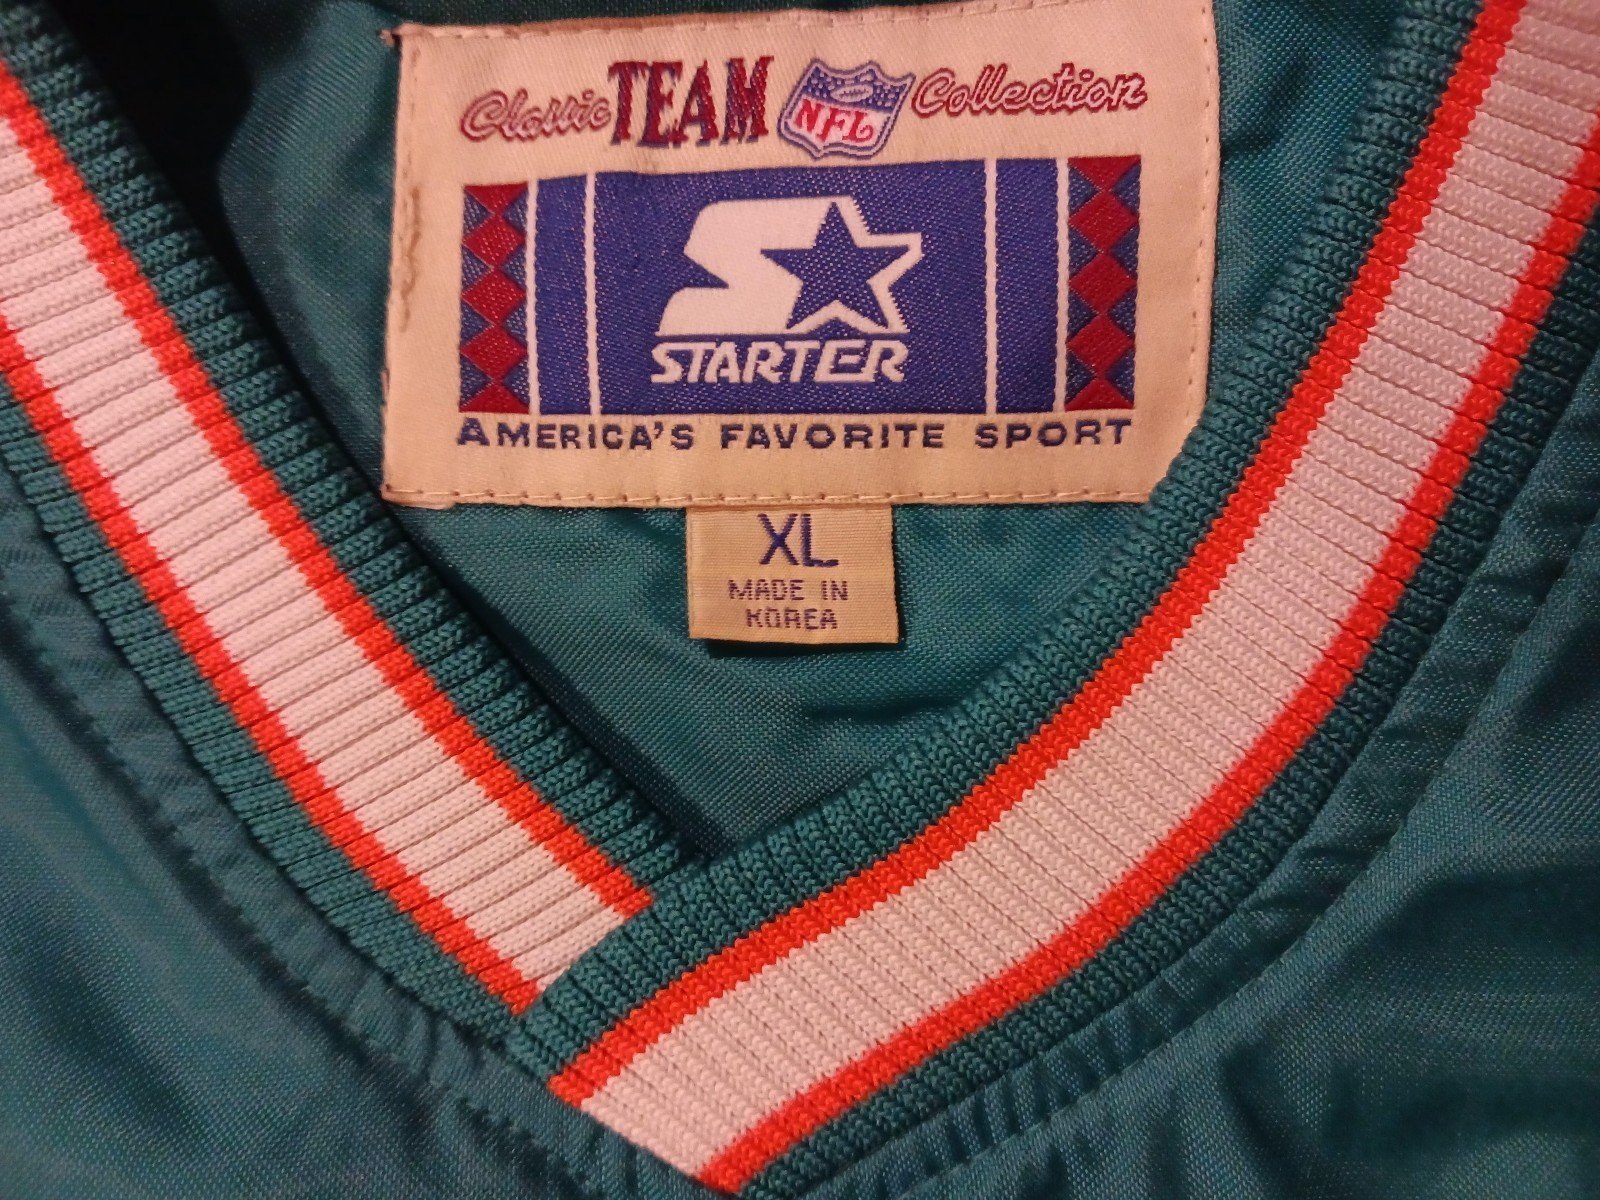 Classic TEAM NFL Collection
STARTER
AMERICA'S FAVORITE SPORT
XL
MADE IN
KOREA